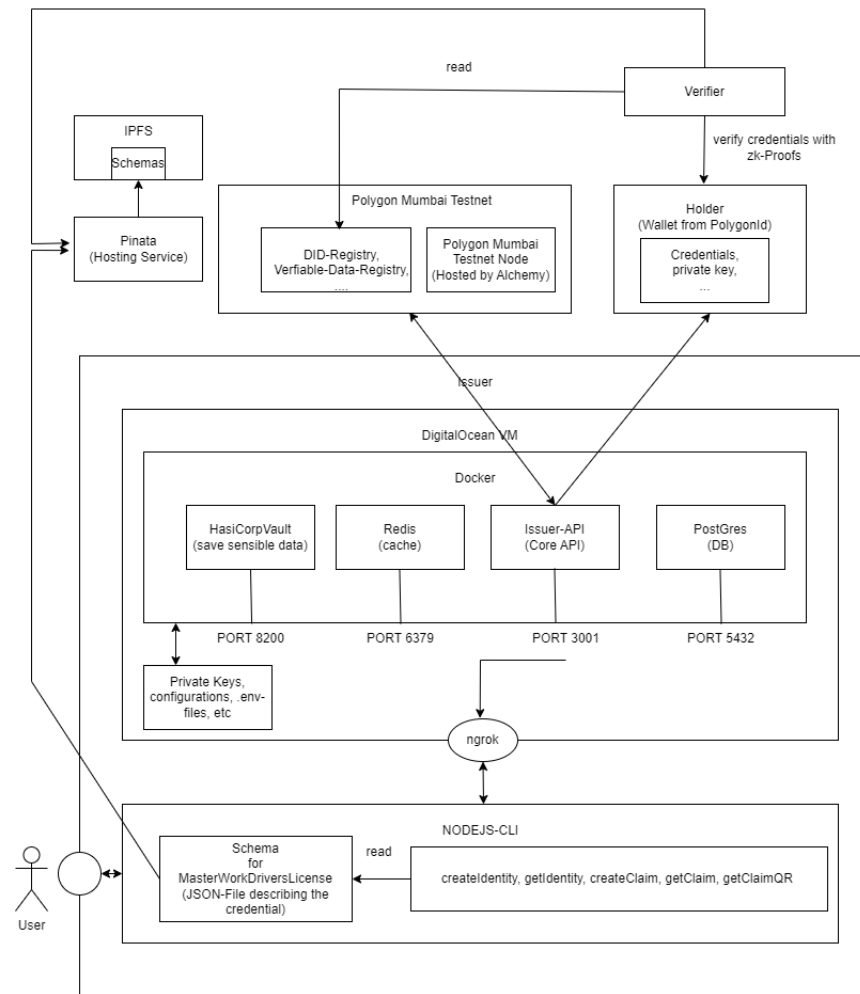 read
Verifier
IPFS
Schemas
verify credentials with
zk-Proofs
Polygon Mumbai Testnet
Holder
(Wallet from PolygonId)
Pinata
(Hosting Service)
DID-Registry,
Verfiable-Data-Registry,
....
Polygon Mumbai
Testnet Node
(Hosted by Alchemy)
Credentials,
private key,
...
Issuer
DigitalOcean VM
Docker
HasiCorpVault
(save sensible data)
Redis
(cache)
Issuer-API
(Core API)
PostGres
(DB)
PORT 8200
PORT 6379
PORT 3001
PORT 5432
Private Keys,
configurations, .env-
files, etc
ngrok
NODEJS-CLI
Schema
for
MasterWorkDriversLicense
(JSON-File describing the
credential)
read
createIdentity, getIdentity, createClaim, getClaim, getClaimQR
User